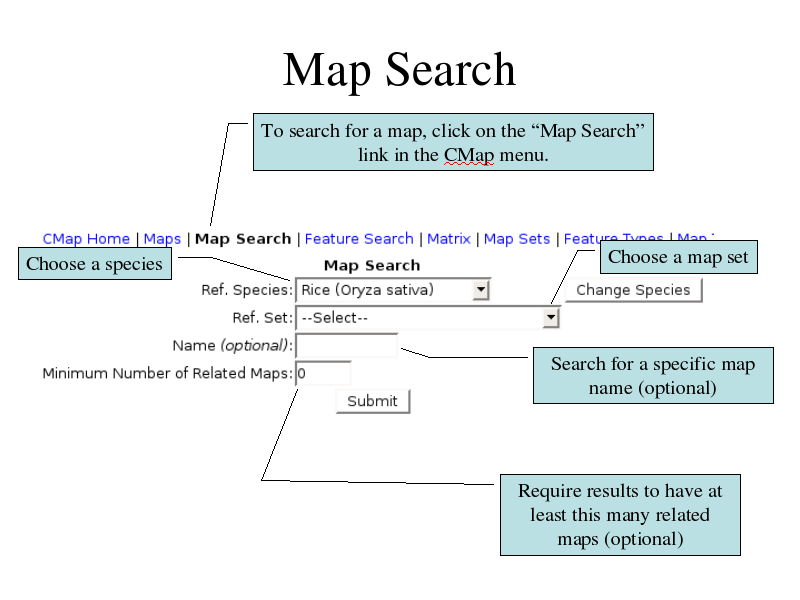 Map Search
To search for a map, click on the “Map Search”
link in the CMap menu.
CMap Home | Maps | Map Search | Feature Search | Matrix | Map Sets | Feature Types | Map
Choose a species
Choose a map set
Map Search
Ref. Species: Rice (Oryza sativa) Change Species
Ref. Set: --Select--
Name (optional):
Search for a specific map
name (optional)
Minimum Number of Related Maps: 0
Submit
Require results to have at
least this many related
maps (optional)